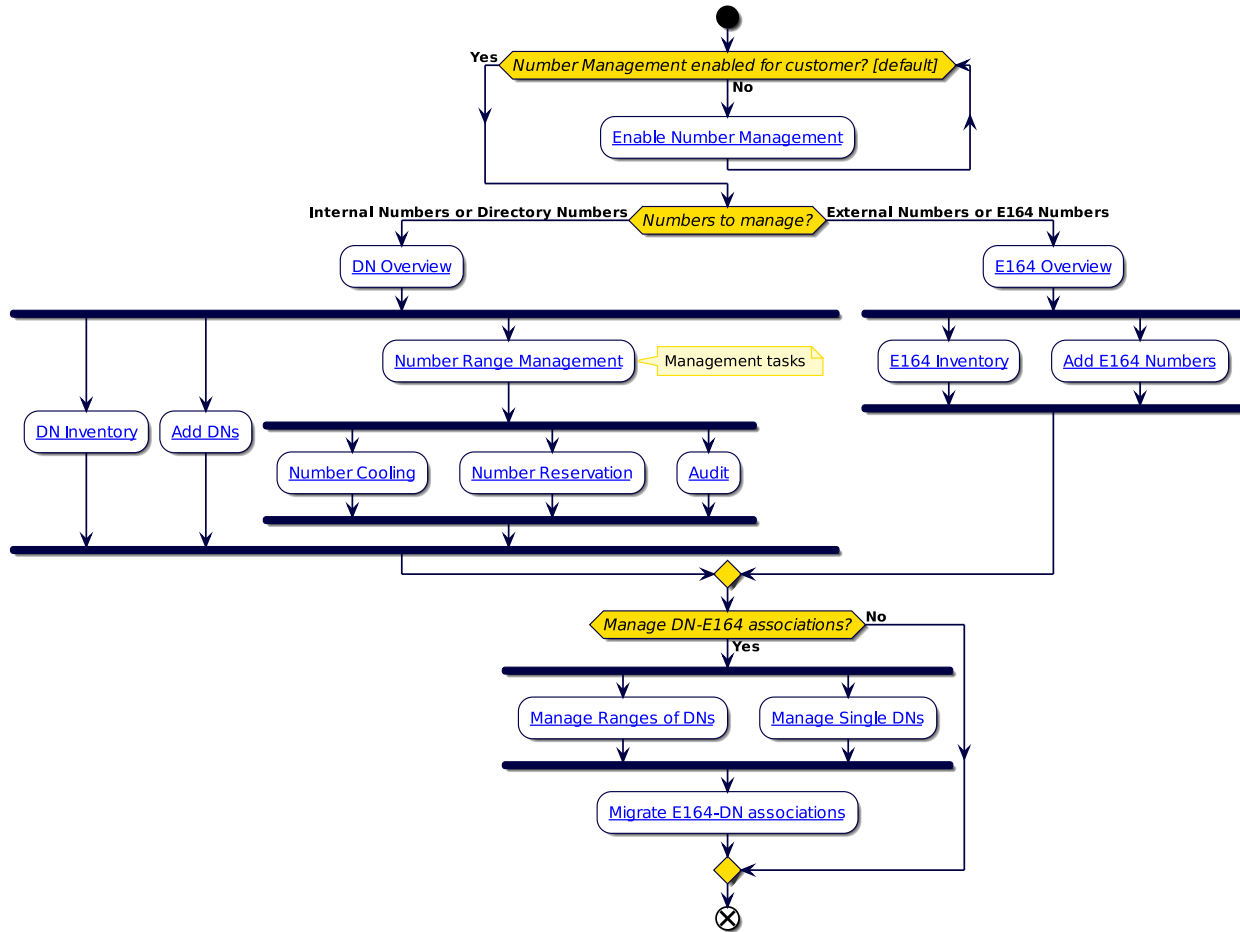 Yes
Number Management enabled for customer? [default]
No
Enable Number Management
Internal Numbers or Directory Numbers
Numbers to manage?
External Numbers or E164 Numbers
DN Overview
E164 Overview
Number Range Management
Management tasks
E164 Inventory
Add E164 Numbers
DN Inventory
Add DNs
Number Cooling
Number Reservation
Audit
Manage DN-E164 associations?
No
Yes
Manage Ranges of DNs
Manage Single DNs
Migrate E164-DN associations